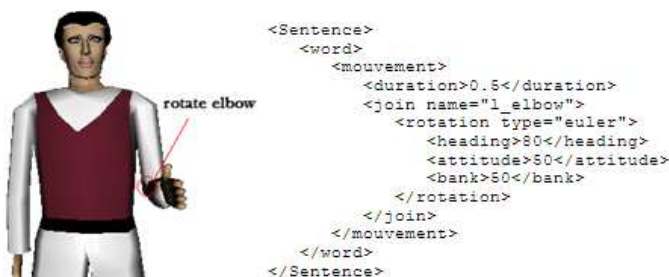 rotate elbow
<Sentence>
<word>
<mouvement>
<duration>0.5</duration>
<join name="l_elbow">
<rotation type="euler">
<heading>80</heading>
<attitude>50</attitude>
<bank>50</bank>
</rotation>
</join>
</mouvement>
</word>
</Sentence>